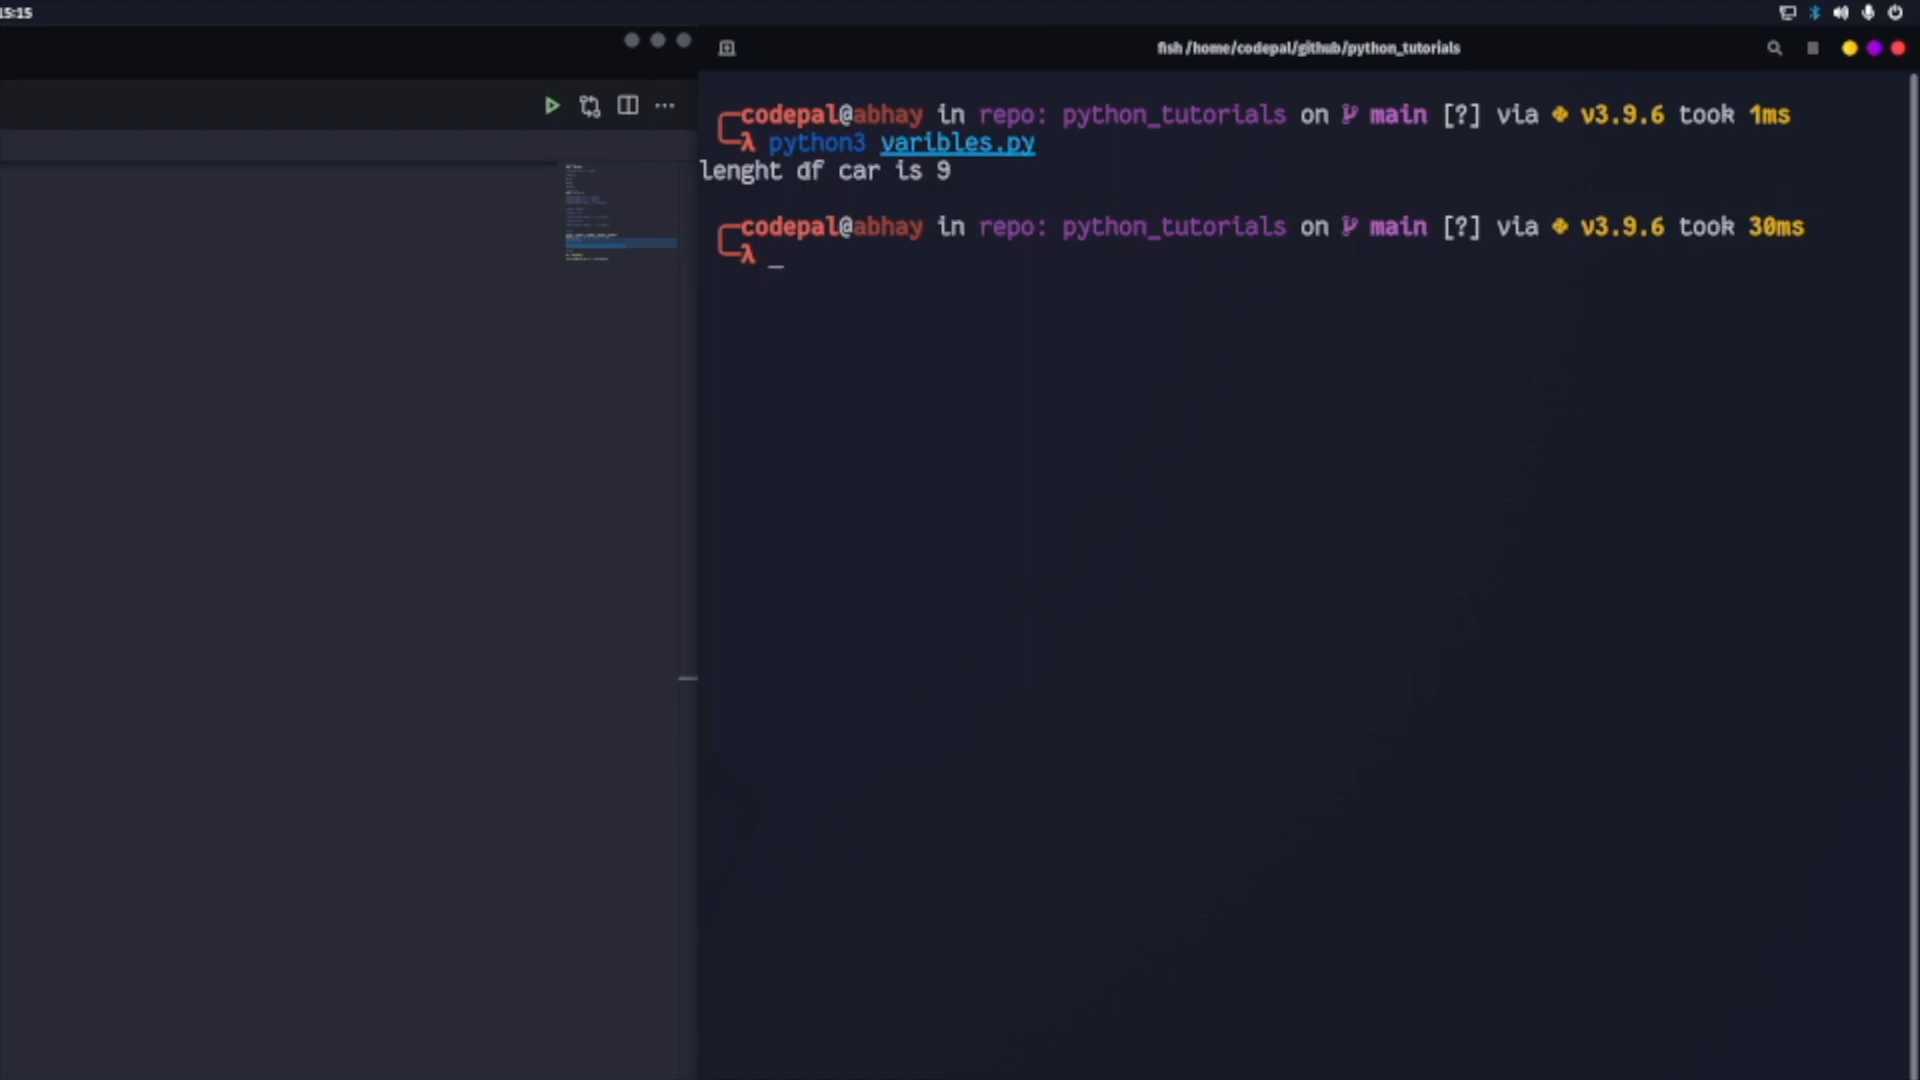 15:15
fish /home/codepal/github/python_tutorials
codepal@abhay in repo: python_tutorials on main [?] via v3.9.6 took 1ms
λ python3 varibles.py
lenght df car is 9
codepal@abhay in repo: python_tutorials on main [?] via v3.9.6 took 30ms
λ _